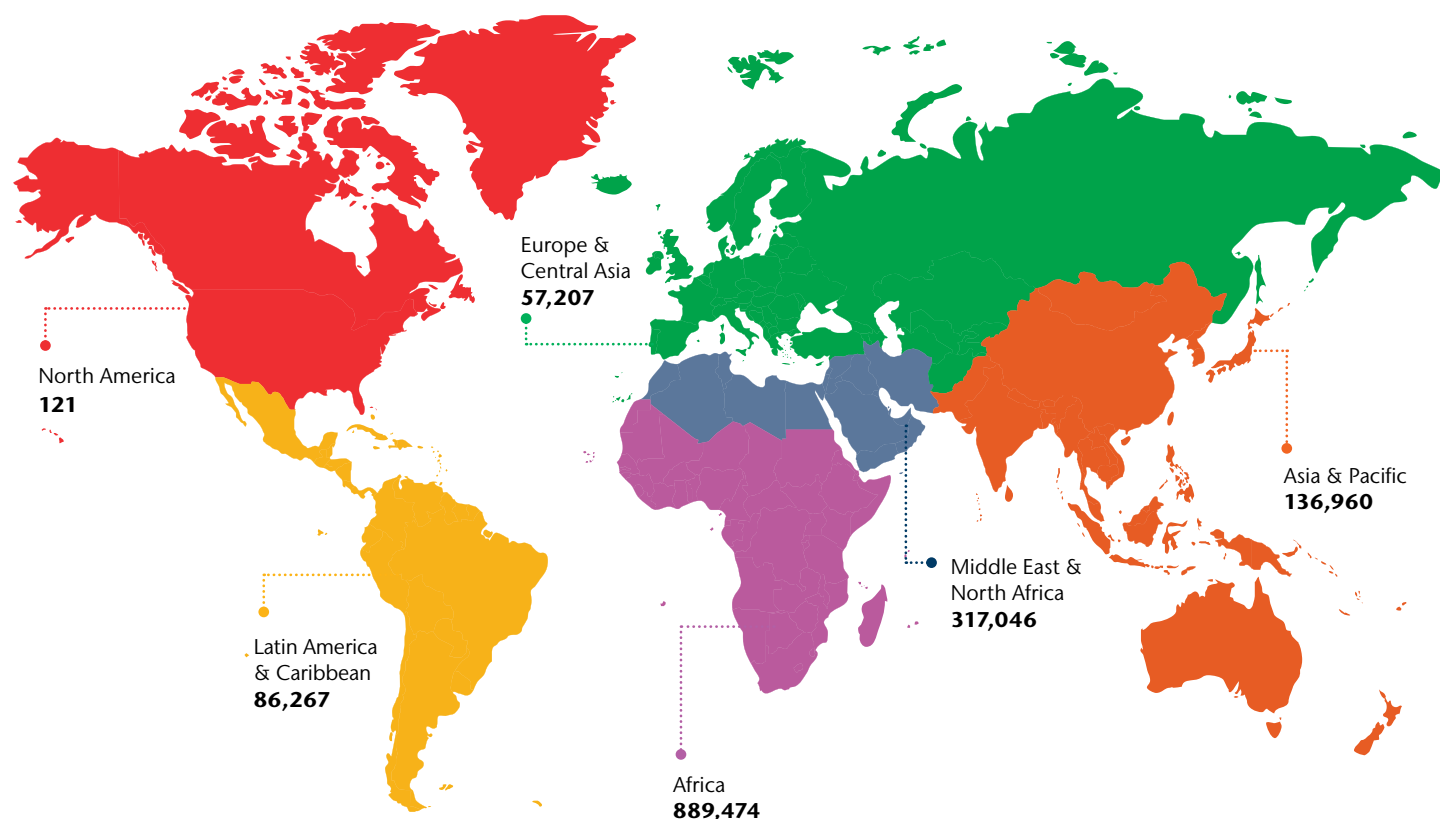 Europe &
Central Asia
57,207
North America
121
Asia & Pacific
136,960
Middle East &
North Africa
317,046
Latin America
& Caribbean
86,267
Africa
889,474